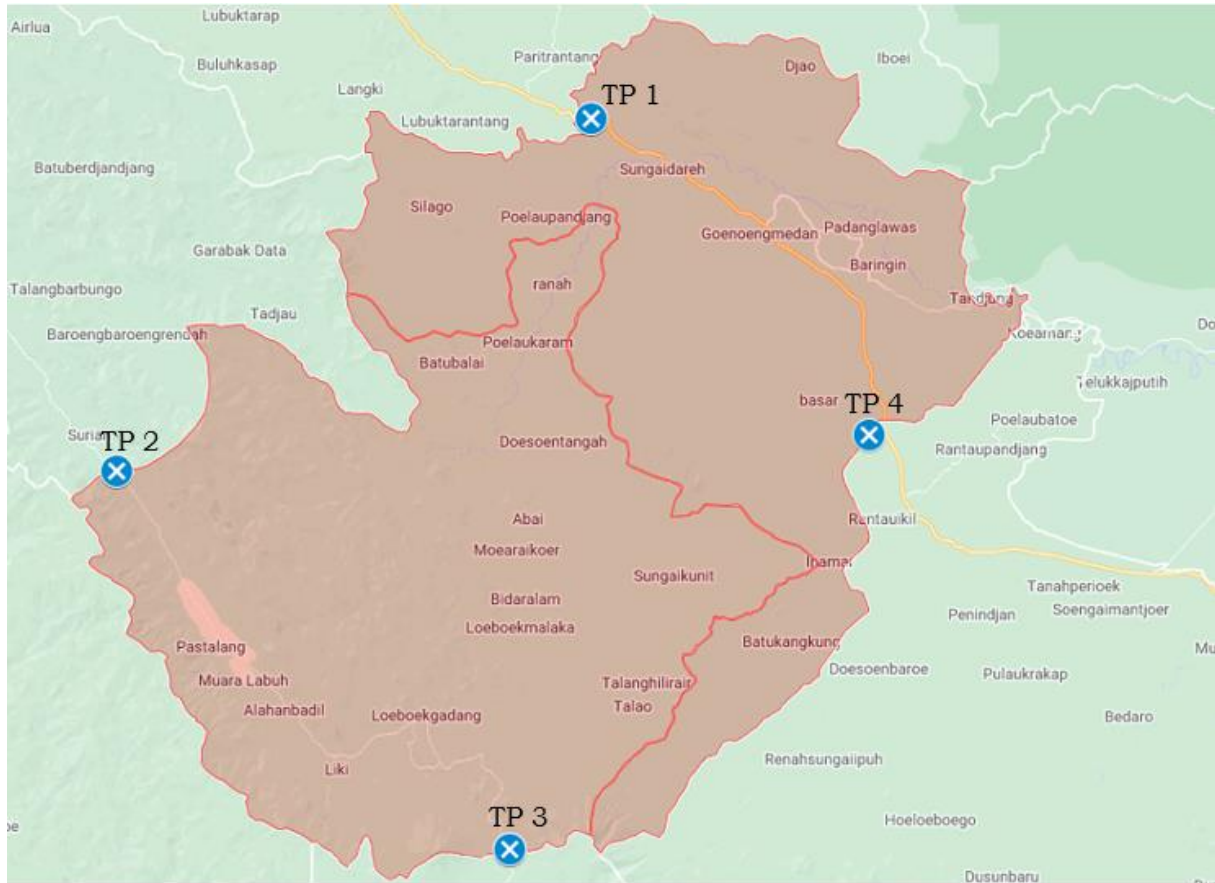 Lubuktarap
Airlua
Iboei
Paritrantang
Buluhkasap
Djao
Langki
TP 1
Lubuktarantang
Batuberdjandjang
Sungaidareh
Silago
Poelaupandjang
Goenoengmedan
Padanglawas
Garabak Data
Baringin
ranah
Talangbarbungo
Tandjung
Tadjau
Baroengbaroengrendah
Poelaukaram
Koeamang
Batubalai
Telukkajputih
basar
TP 4
Poelaubatoe
TP 2
Doesoentangah
Rantaupandjang
Abai
Rantauikil
Moearaikoer
Sungaikunit
Tanahperioek
Bidaralam
Penindjan
Soengaimantjoer
Loeboekmalaka
Batukangkung
Pastalang
Doesoenbaroe
Pulaukrakap
Muara Labuh
Talanghilirair
Alahanbadil
Talao
Loeboekgadang
Bedaro
Renahsungaiipuh
Liki
TP 3
Hoeloeboego
Dusunbaru